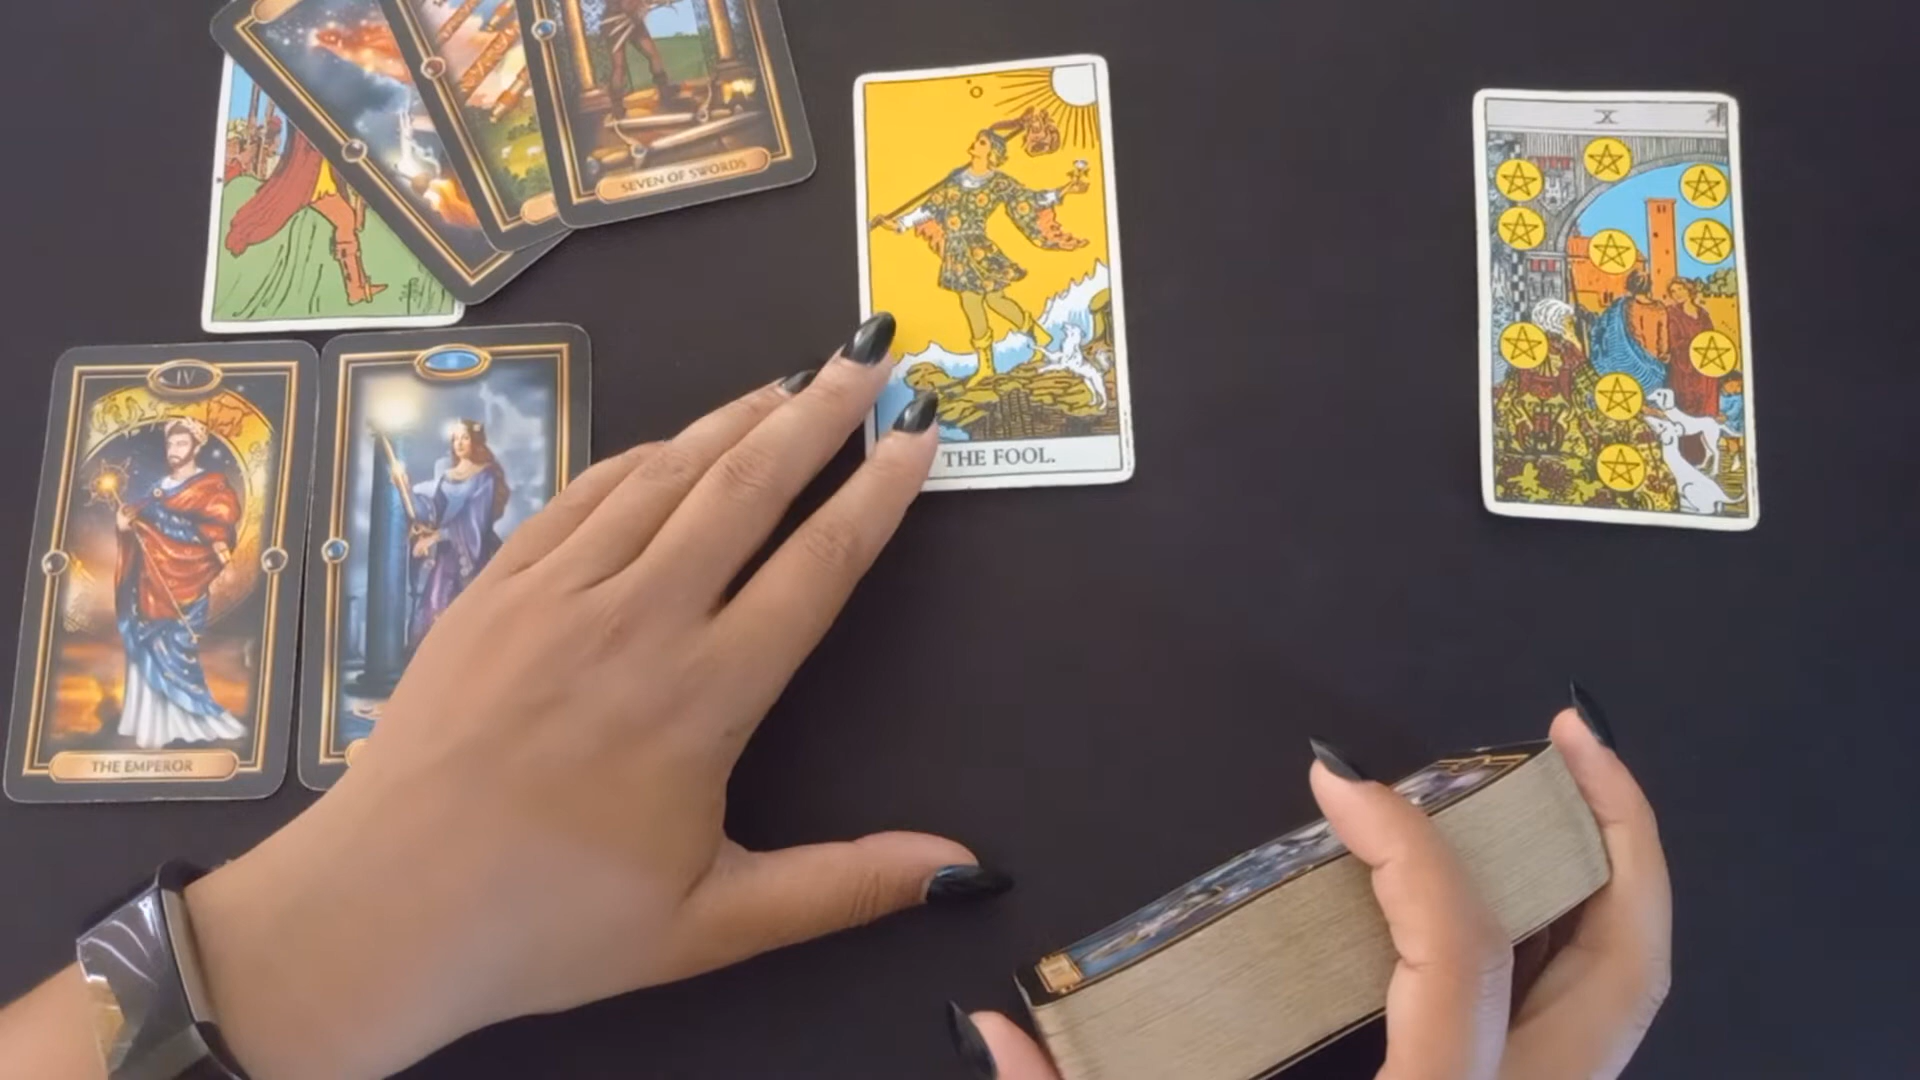 SEVEN OF SWORDS
THE FOOL.
X
IV
THE EMPEROR